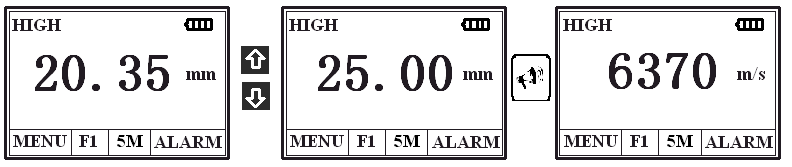 HIGH
20.35 mm
MENU F1 5M ALARM
HIGH
25.00 mm
MENU F1 5M ALARM
HIGH
6370 m/s
MENU F1 5M ALARM